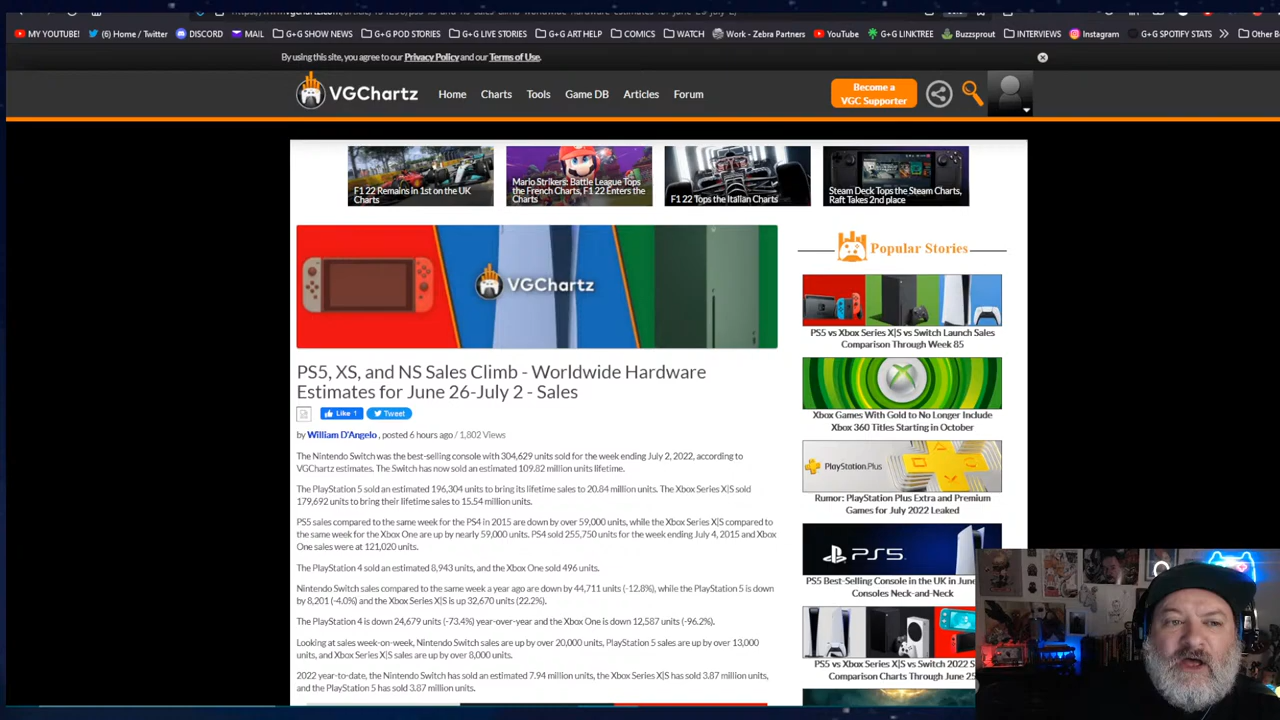 MY YOUTUBE!
(6) Home / Twitter
DISCORD
MAIL
G+G SHOW NEWS
G+G POD STORIES
G+G LIVE STORIES
G+G ART HELP
COMICS
WATCH
Work - Zebra Partners
YouTube
G+G LINKTREE
Buzzsprout
INTERVIEWS
Instagram
G+G SPOTIFY STATS
Other B
By using this site, you agree to our Privacy Policy and our Terms of Use.
VGChartz
Home
Charts
Tools
Game DB
Articles
Forum
Become a
VGC Supporter
F1 22 Remains in 1st on the UK
Charts
Mario Strikers: Battle League Tops
the French Charts, F1 22 Enters the
Charts
F1 22 Tops the Italian Charts
Steam Deck Tops the Steam Charts,
Raft Takes 2nd place
VGChartz
PS5, XS, and NS Sales Climb - Worldwide Hardware
Estimates for June 26-July 2 - Sales
Like 1
Tweet
by William D'Angelo , posted 6 hours ago / 1,802 Views
The Nintendo Switch was the best-selling console with 304,629 units sold for the week ending July 2, 2022, according to
VGChartz estimates. The Switch has now sold an estimated 109.82 million units lifetime.
The PlayStation 5 sold an estimated 196,304 units to bring its lifetime sales to 20.84 million units. The Xbox Series X|S sold
179,692 units to bring their lifetime sales to 15.54 million units.
PS5 sales compared to the same week for the PS4 in 2015 are down by over 59,000 units, while the Xbox Series X|S compared to
the same week for the Xbox One are up by nearly 59,000 units. PS4 sold 255,750 units for the week ending July 4, 2015 and Xbox
One sales were at 121,020 units.
The PlayStation 4 sold an estimated 8,943 units, and the Xbox One sold 496 units.
Nintendo Switch sales compared to the same week a year ago are down by 44,711 units (-12.8%), while the PlayStation 5 is down
by 8,201 (-4.0%) and the Xbox Series X|S is up 32,670 units (22.2%).
The PlayStation 4 is down 24,679 units (-73.4%) year-over-year and the Xbox One is down 12,587 units (-96.2%).
Looking at sales week-on-week, Nintendo Switch sales are up by over 20,000 units, PlayStation 5 sales are up by over 13,000
units, and Xbox Series X|S sales are up by over 8,000 units.
2022 year-to-date, the Nintendo Switch has sold an estimated 7.94 million units, the Xbox Series X|S has sold 3.87 million units,
and the PlayStation 5 has sold 3.87 million units.
Popular Stories
PS5 vs Xbox Series X|S vs Switch Launch Sales
Comparison Through Week 85
Xbox Games With Gold to No Longer Include
Xbox 360 Titles Starting in October
PlayStation.Plus
Rumor: PlayStation Plus Extra and Premium
Games for July 2022 Leaked
PS5
PS5 Best-Selling Console in the UK in June
Consoles Neck-and-Neck
PS5 vs Xbox Series X|S vs Switch 2022 S
Comparison Charts Through June 25